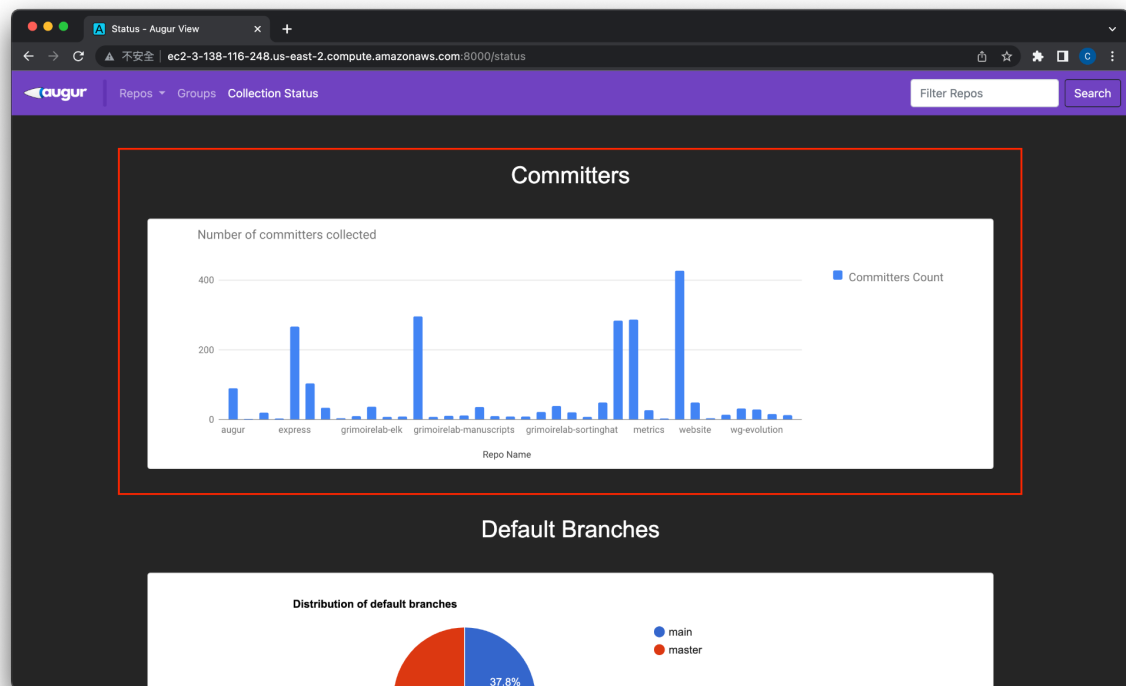 Status - Augur View
不安全 ec2-3-138-116-248.us-east-2.compute.amazonaws.com:8000/status
C
augur Repos Groups Collection Status Filter Repos Search
Committers
Number of committers collected
Committers Count
400
200
0
augur express grimoirelab-elk grimoirelab-manuscripts grimoirelab-sortinghat metrics website wg-evolution
Repo Name
Default Branches
Distribution of default branches
main
master
37.8%